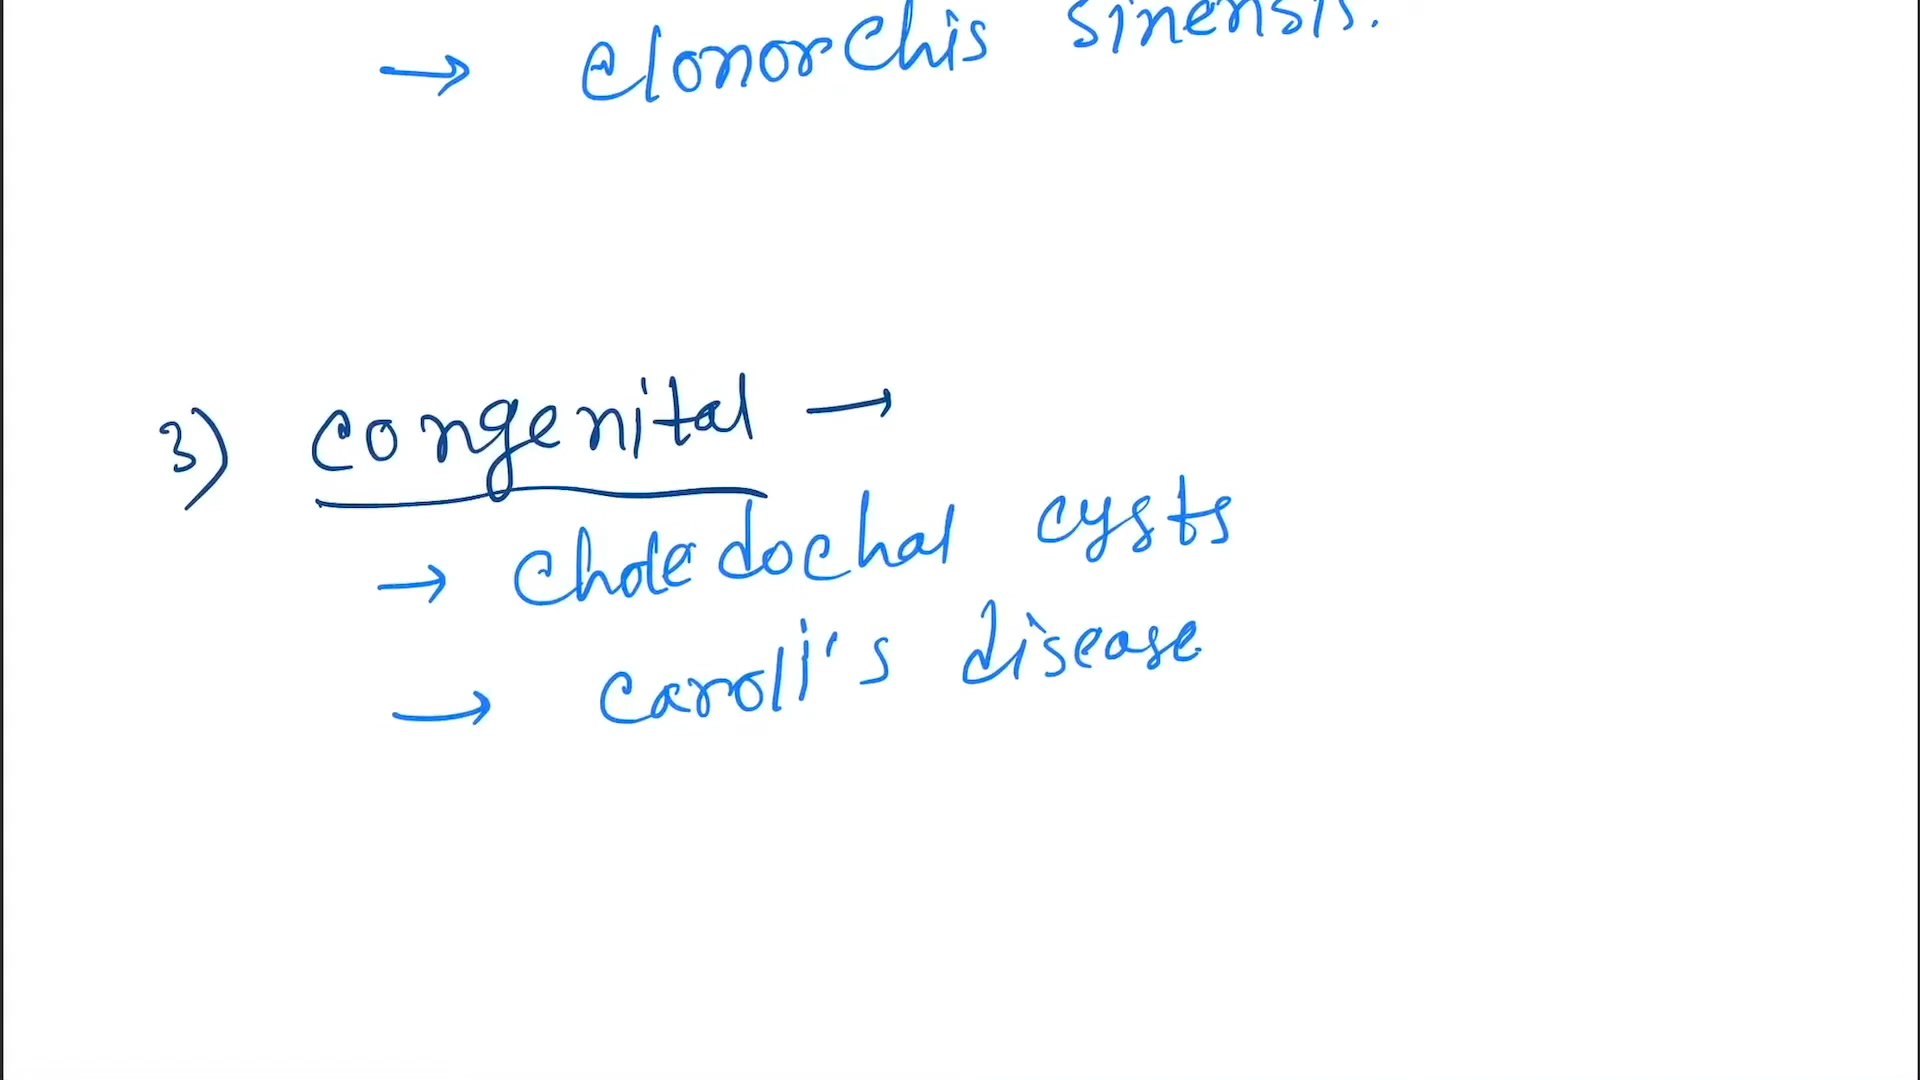 → clonorchis sinensis.
3) congenital →
→ choledochal cysts
→ caroli's disease